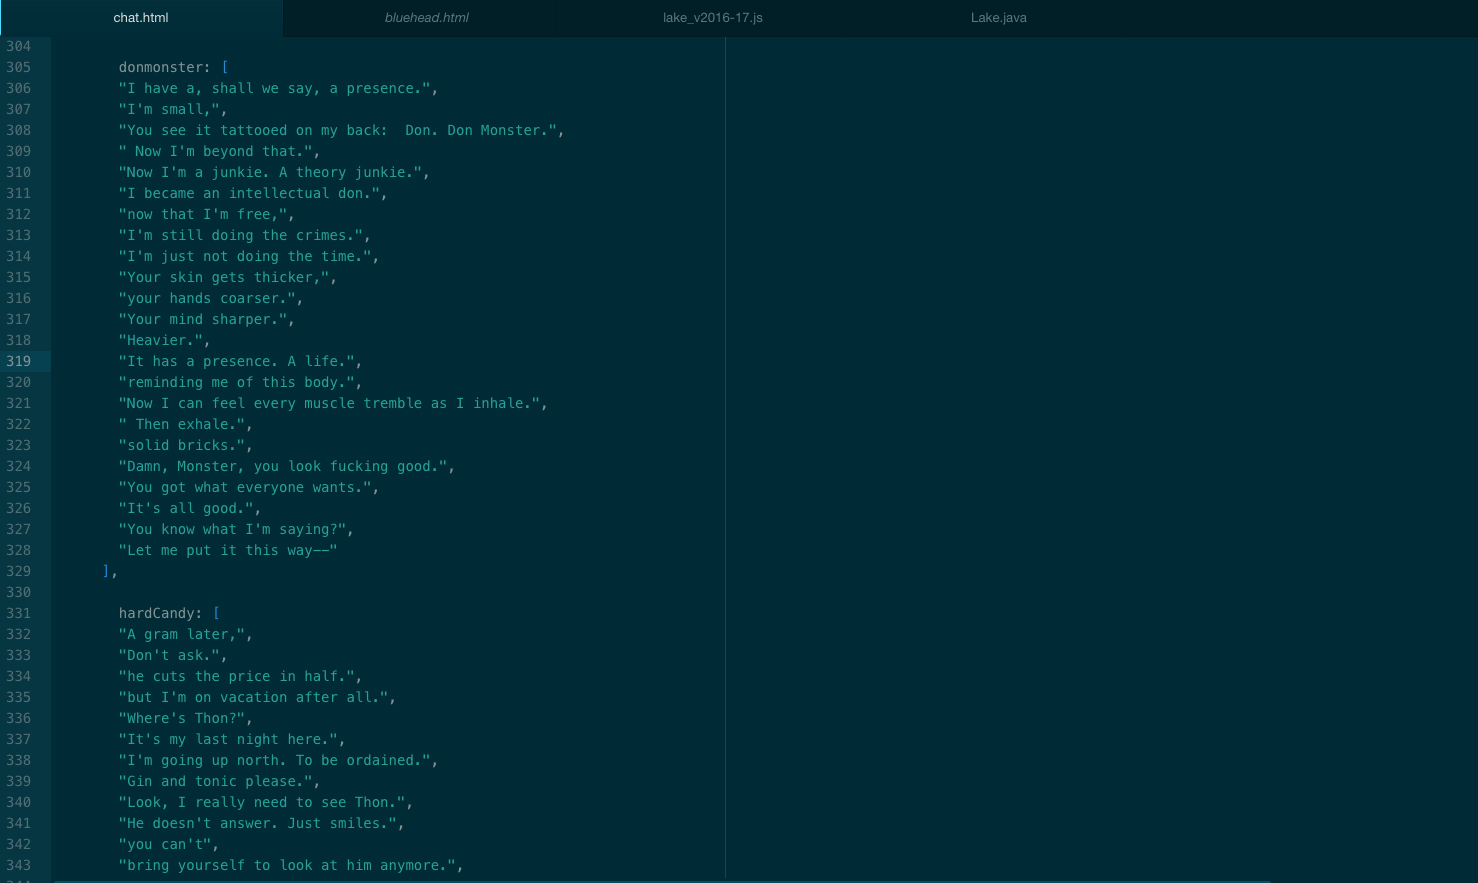 chat.html
bluehead.html
lake_v2016-17.js
Lake.java
304
305 donmonster: [
306 "I have a, shall we say, a presence.",
307 "I'm small,",
308 "You see it tattooed on my back:  Don. Don Monster.",
309 " Now I'm beyond that.",
310 "Now I'm a junkie. A theory junkie.",
311 "I became an intellectual don.",
312 "now that I'm free,",
313 "I'm still doing the crimes.",
314 "I'm just not doing the time.",
315 "Your skin gets thicker,",
316 "your hands coarser.",
317 "Your mind sharper.",
318 "Heavier.",
319 "It has a presence. A life.",
320 "reminding me of this body.",
321 "Now I can feel every muscle tremble as I inhale.",
322 " Then exhale.",
323 "solid bricks.",
324 "Damn, Monster, you look fucking good.",
325 "You got what everyone wants.",
326 "It's all good.",
327 "You know what I'm saying?",
328 "Let me put it this way——"
329 ],
330
331 hardCandy: [
332 "A gram later,",
333 "Don't ask.",
334 "he cuts the price in half.",
335 "but I'm on vacation after all.",
336 "Where's Thon?",
337 "It's my last night here.",
338 "I'm going up north. To be ordained.",
339 "Gin and tonic please.",
340 "Look, I really need to see Thon.",
341 "He doesn't answer. Just smiles.",
342 "you can't",
343 "bring yourself to look at him anymore.",